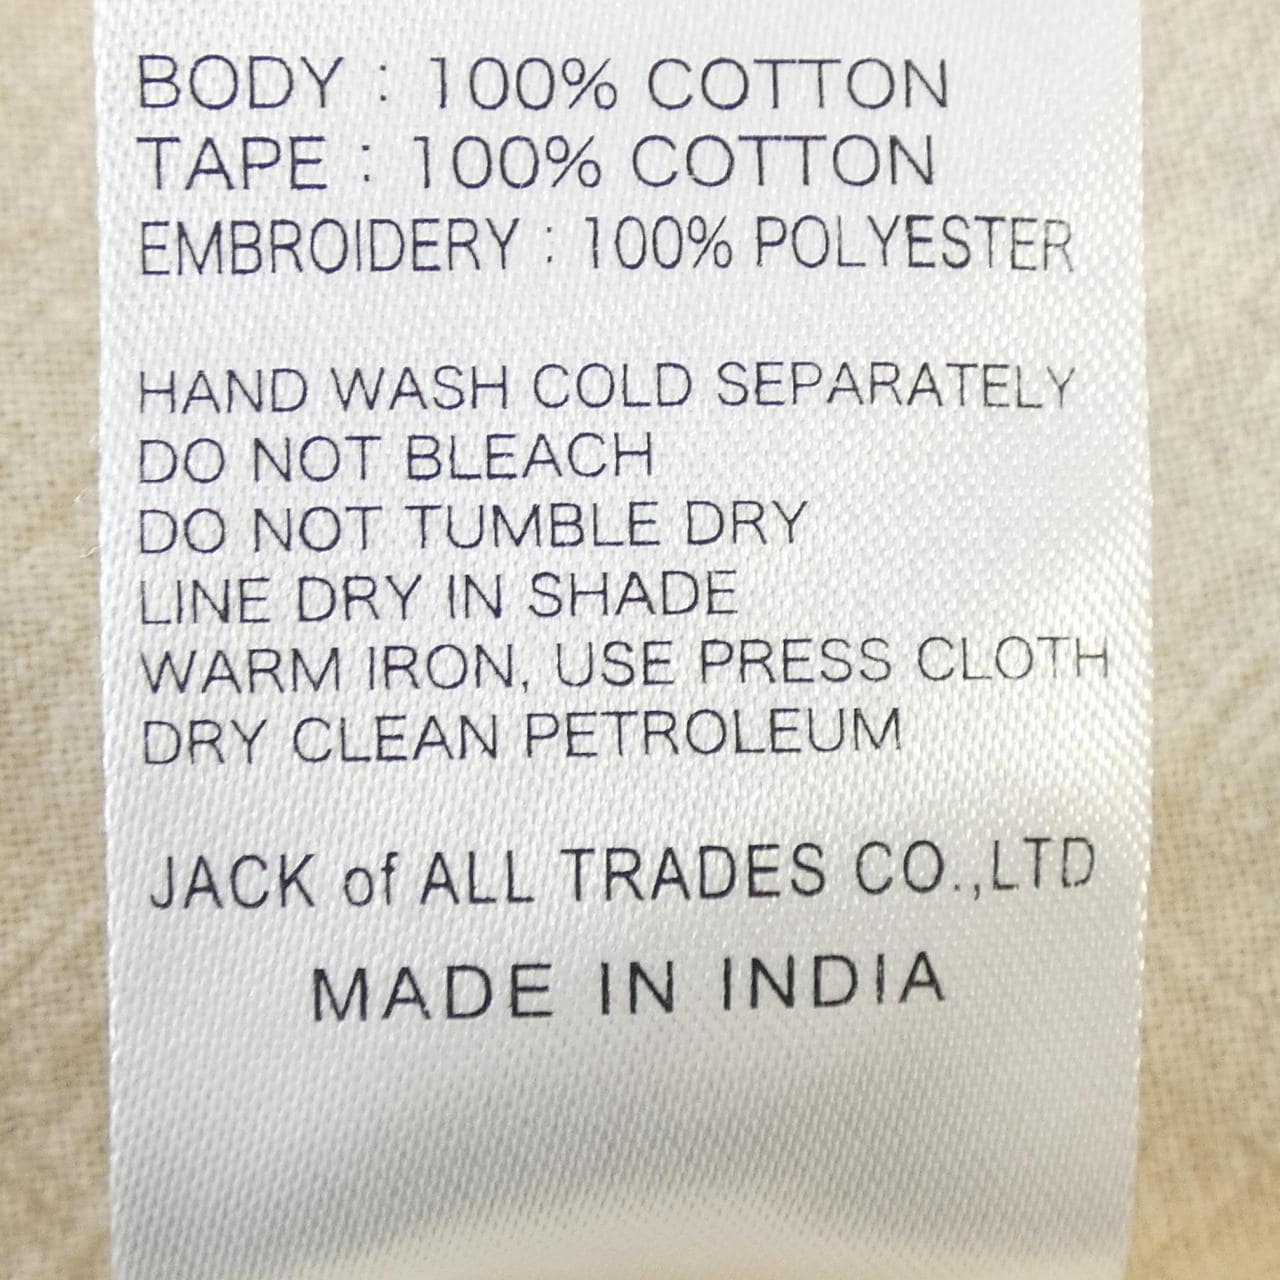 BODY : 100% COTTON
TAPE : 100% COTTON
EMBROIDERY : 100% POLYESTER
HAND WASH COLD SEPARATELY
DO NOT BLEACH
DO NOT TUMBLE DRY
LINE DRY IN SHADE
WARM IRON, USE PRESS CLOTH
DRY CLEAN PETROLEUM
JACK of ALL TRADES CO.,LTD
MADE IN INDIA